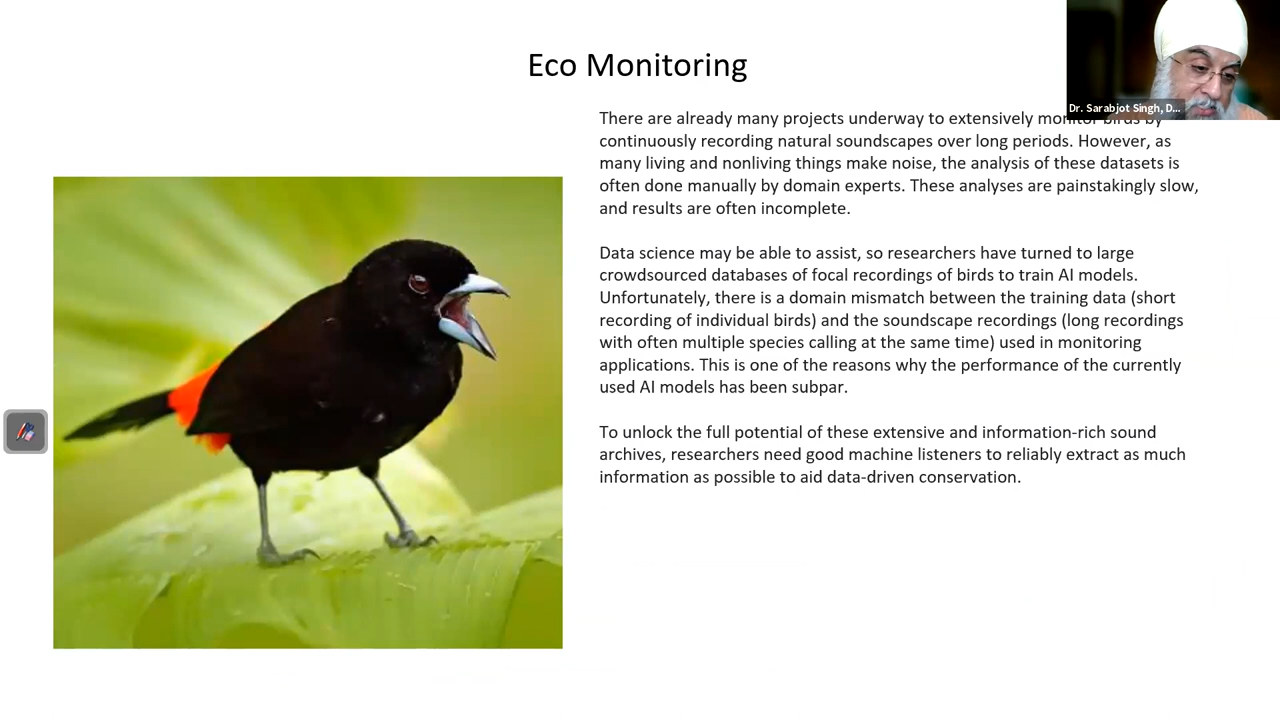 Eco Monitoring
Dr. Sarabjot Singh, D...
There are already many projects underway to extensively monitor birds by
continuously recording natural soundscapes over long periods. However, as
many living and nonliving things make noise, the analysis of these datasets is
often done manually by domain experts. These analyses are painstakingly slow,
and results are often incomplete.
Data science may be able to assist, so researchers have turned to large
crowdsourced databases of focal recordings of birds to train AI models.
Unfortunately, there is a domain mismatch between the training data (short
recording of individual birds) and the soundscape recordings (long recordings
with often multiple species calling at the same time) used in monitoring
applications. This is one of the reasons why the performance of the currently
used AI models has been subpar.
To unlock the full potential of these extensive and information-rich sound
archives, researchers need good machine listeners to reliably extract as much
information as possible to aid data-driven conservation.